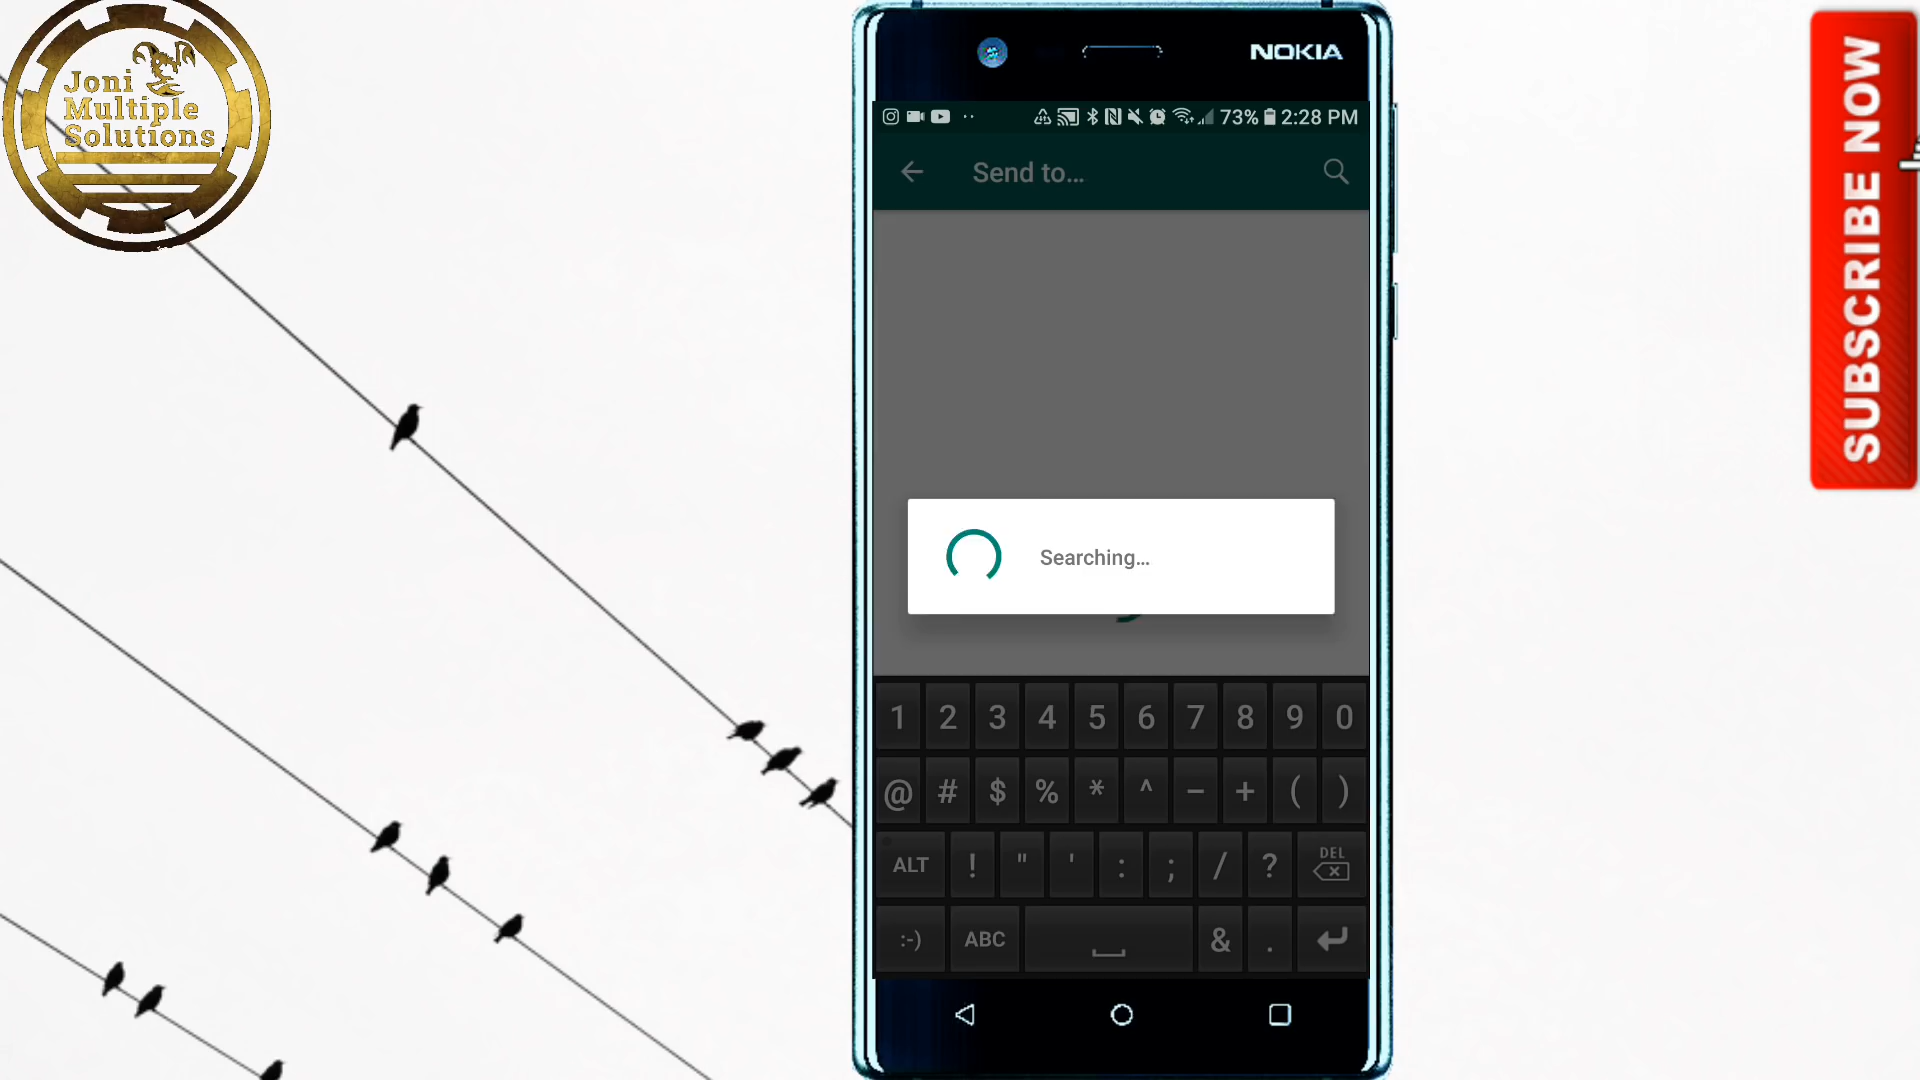 Joni
Multiple
Solutions
NOKIA
73% 2:28 PM
Send to...
Searching...
1 2 3 4 5 6 7 8 9 0
@ # $ % * ^ – + ( )
ALT ! " ' : ; / ? DEL
:-) ABC & .
SUBSCRIBE NOW